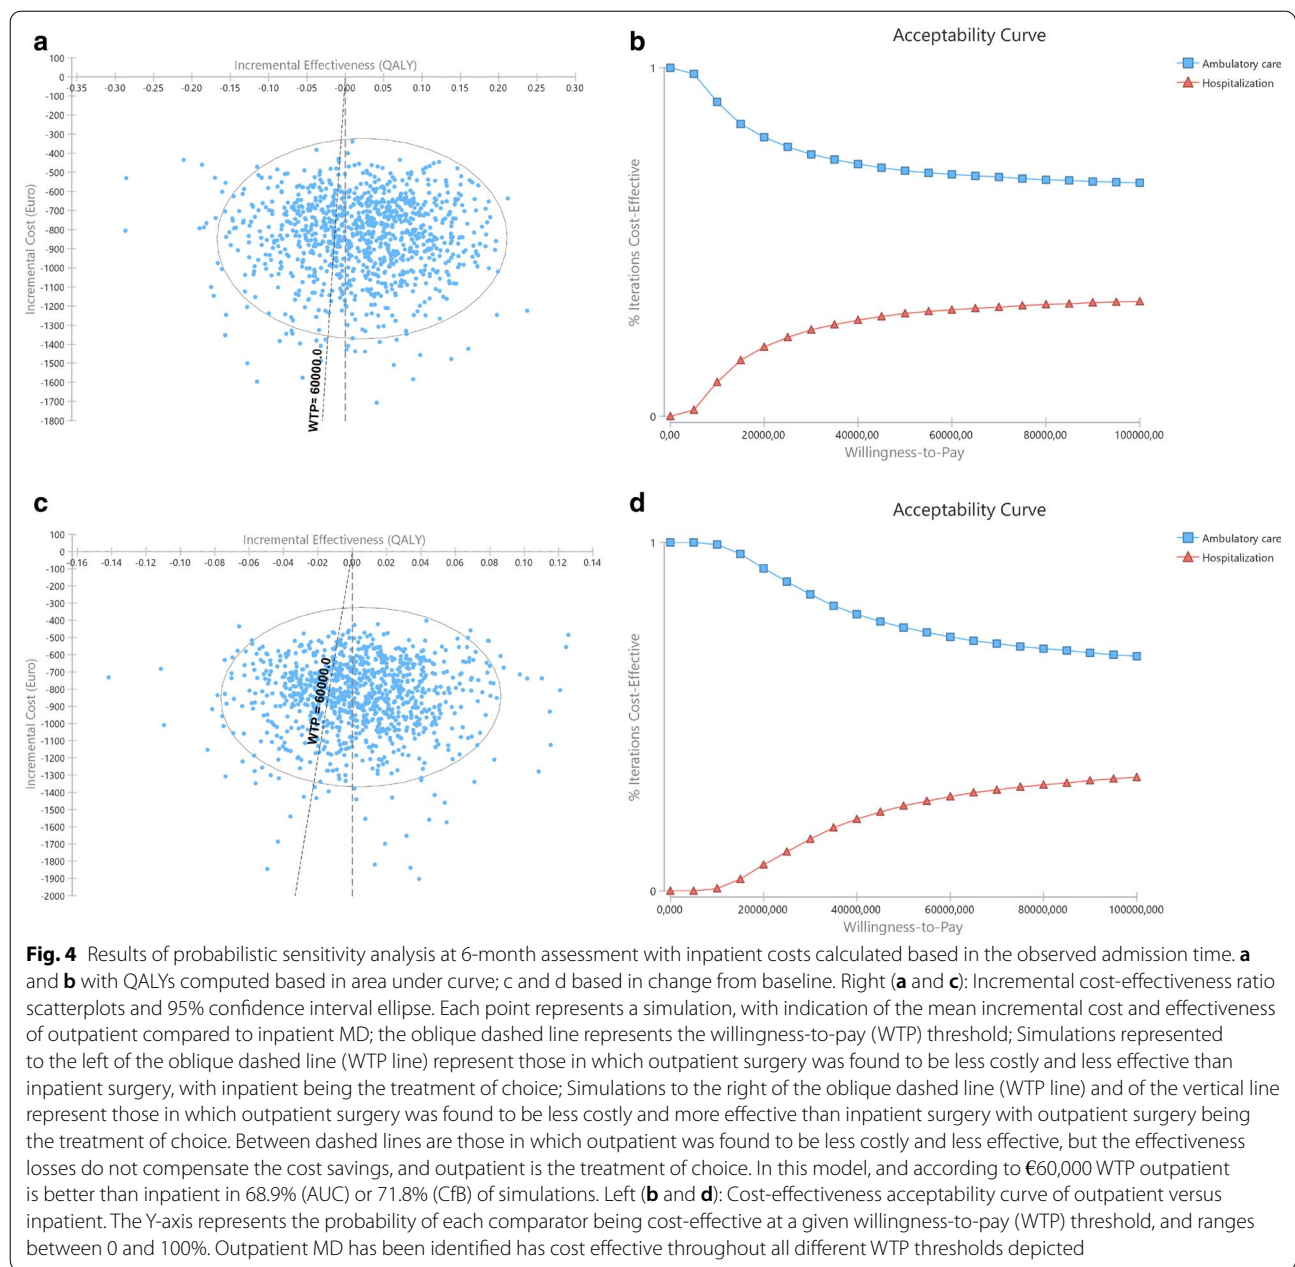 a
Incremental Effectiveness (QALY)
100
0
-100
-200
-300
-400
-500
-600
-700
-800
-900
-1000
-1100
-1200
-1300
-1400
-1500
-1600
-1700
-1800
-0.35 -0.30 -0.25 -0.20 -0.15 -0.10 -0.05 -0.00 0.05 0.10 0.15 0.20 0.25 0.30
Incremental Cost (Euro)
WTP= 60000.0
b
Acceptability Curve
Ambulatory care
Hospitalization
1
0
% Iterations Cost-Effective
0,00 20000,00 40000,00 60000,00 80000,00 100000,00
Willingness-to-Pay
c
Incremental Effectiveness (QALY)
100
0
-100
-200
-300
-400
-500
-600
-700
-800
-900
-1000
-1100
-1200
-1300
-1400
-1500
-1600
-1700
-1800
-1900
-2000
-0.16 -0.14 -0.12 -0.10 -0.08 -0.06 -0.04 -0.02 0.00 0.02 0.04 0.06 0.08 0.10 0.12 0.14
Incremental Cost (Euro)
WTP = 60000.0
d
Acceptability Curve
Ambulatory care
Hospitalization
1
0
% Iterations Cost-Effective
0,000 20000,000 40000,000 60000,000 80000,000 100000,000
Willingness-to-Pay
Fig. 4 Results of probabilistic sensitivity analysis at 6-month assessment with inpatient costs calculated based in the observed admission time. a
and b with QALYs computed based in area under curve; c and d based in change from baseline. Right (a and c): Incremental cost-effectiveness ratio
scatterplots and 95% confidence interval ellipse. Each point represents a simulation, with indication of the mean incremental cost and effectiveness
of outpatient compared to inpatient MD; the oblique dashed line represents the willingness-to-pay (WTP) threshold; Simulations represented
to the left of the oblique dashed line (WTP line) represent those in which outpatient surgery was found to be less costly and less effective than
inpatient surgery, with inpatient being the treatment of choice; Simulations to the right of the oblique dashed line (WTP line) and of the vertical line
represent those in which outpatient surgery was found to be less costly and more effective than inpatient surgery with outpatient surgery being
the treatment of choice. Between dashed lines are those in which outpatient was found to be less costly and less effective, but the effectiveness
losses do not compensate the cost savings, and outpatient is the treatment of choice. In this model, and according to €60,000 WTP outpatient
is better than inpatient in 68.9% (AUC) or 71.8% (CfB) of simulations. Left (b and d): Cost-effectiveness acceptability curve of outpatient versus
inpatient. The Y-axis represents the probability of each comparator being cost-effective at a given willingness-to-pay (WTP) threshold, and ranges
between 0 and 100%. Outpatient MD has been identified has cost effective throughout all different WTP thresholds depicted